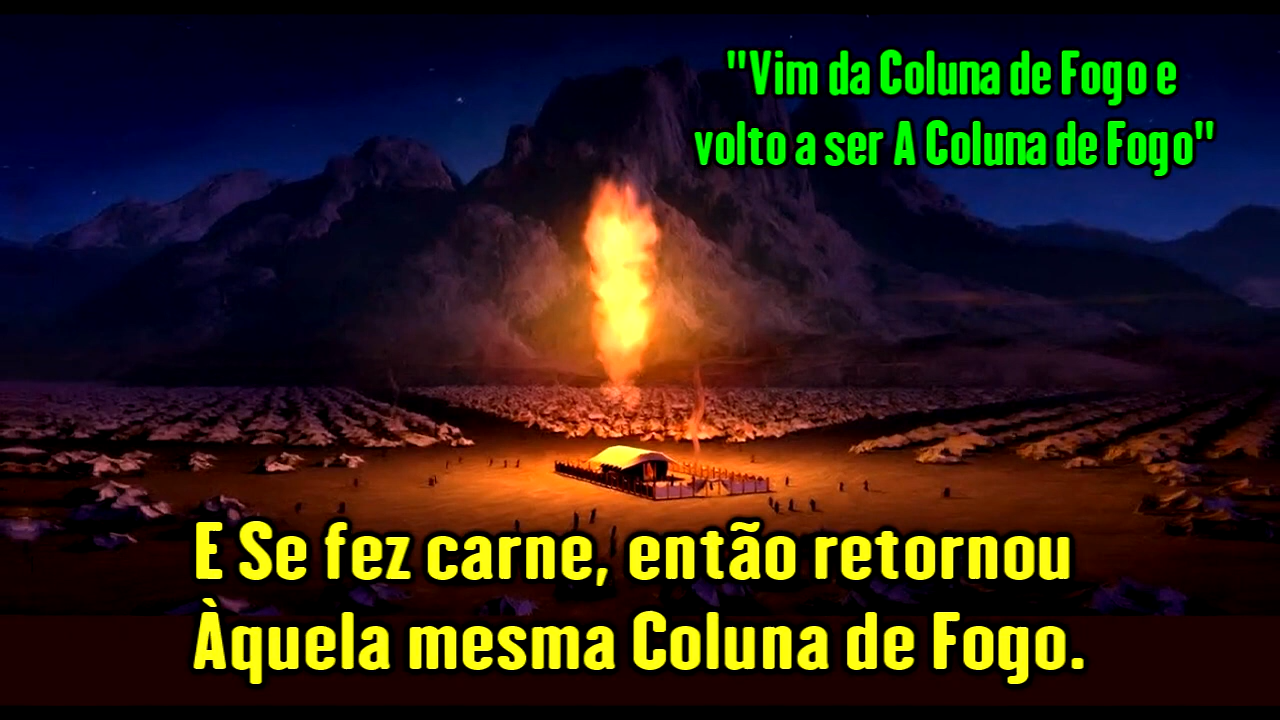 "Vim da Coluna de Fogo e
volto a ser A Coluna de Fogo"
E Se fez carne, então retornou
Àquela mesma Coluna de Fogo.